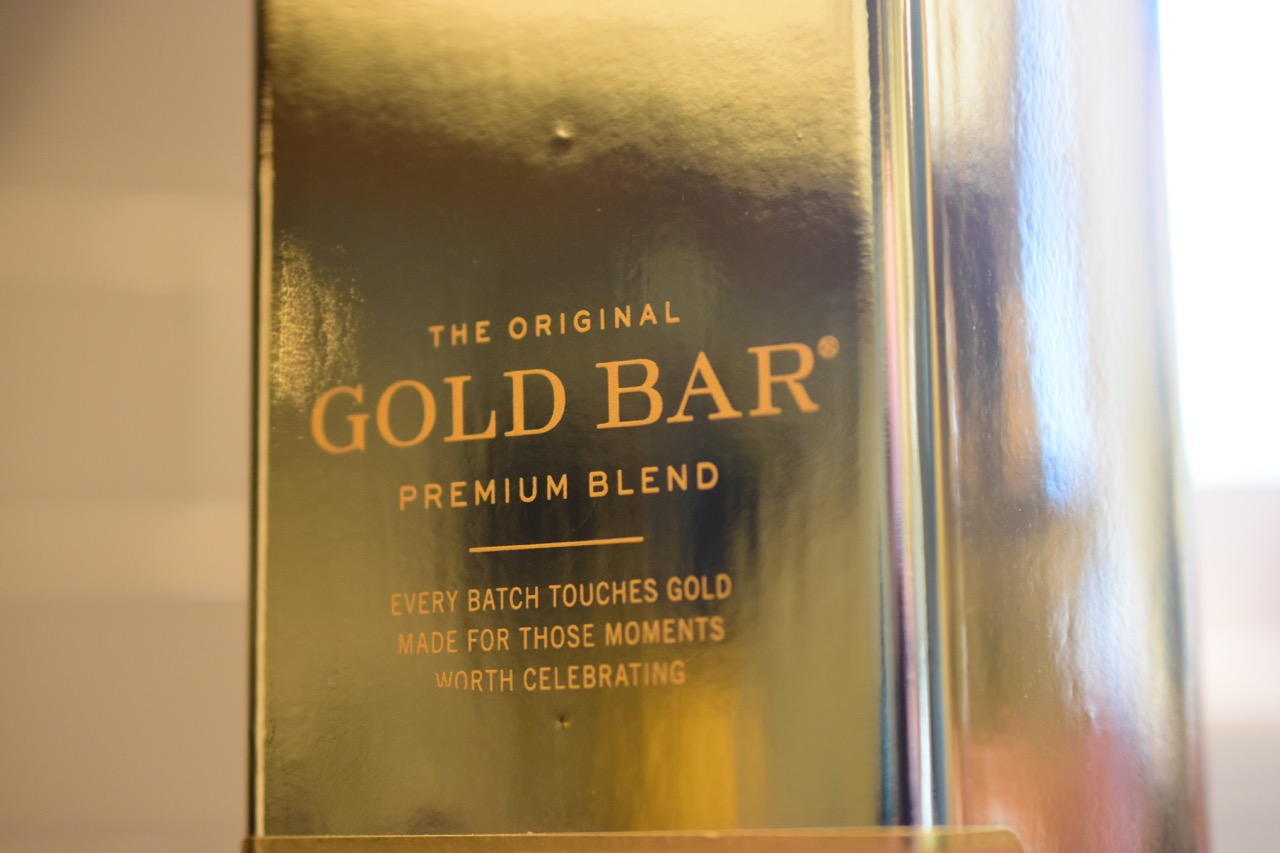 THE ORIGINAL
GOLD BAR®
PREMIUM BLEND
EVERY BATCH TOUCHES GOLD
MADE FOR THOSE MOMENTS
WORTH CELEBRATING